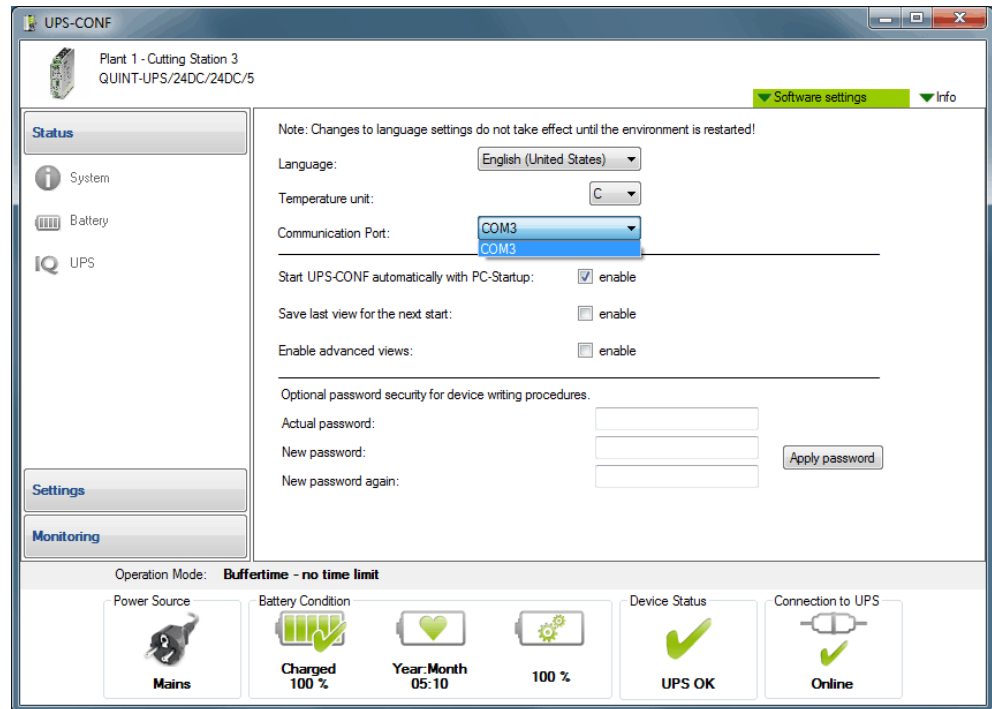 UPS-CONF
Plant 1 - Cutting Station 3
QUINT-UPS/24DC/24DC/5
Software settings
Info
Status
System
Battery
IQ UPS
Settings
Monitoring
Note: Changes to language settings do not take effect until the environment is restarted!
Language: English (United States)
Temperature unit: C
Communication Port: COM3
COM3
Start UPS-CONF automatically with PC-Startup: enable
Save last view for the next start: enable
Enable advanced views: enable
Optional password security for device writing procedures.
Actual password:
New password:
Apply password
New password again:
Operation Mode: Buffertime - no time limit
Power Source
Mains
Battery Condition
Charged
100 %
Year:Month
05:10
100 %
Device Status
UPS OK
Connection to UPS
Online